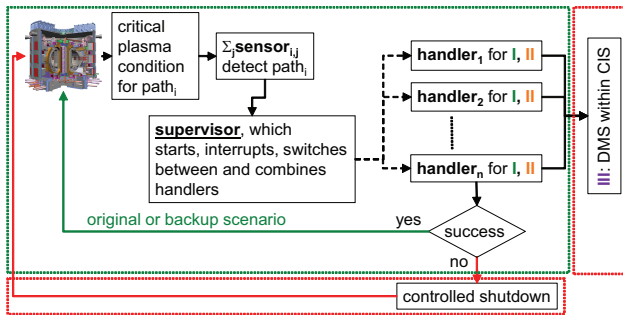 critical
plasma
condition
for pathᵢ
Σⱼsensorᵢ,ⱼ
detect pathᵢ
supervisor, which
starts, interrupts, switches
between and combines
handlers
handler₁ for I, II
handler₂ for I, II
handlerₙ for I, II
III: DMS within CIS
original or backup scenario
yes
success
no
controlled shutdown